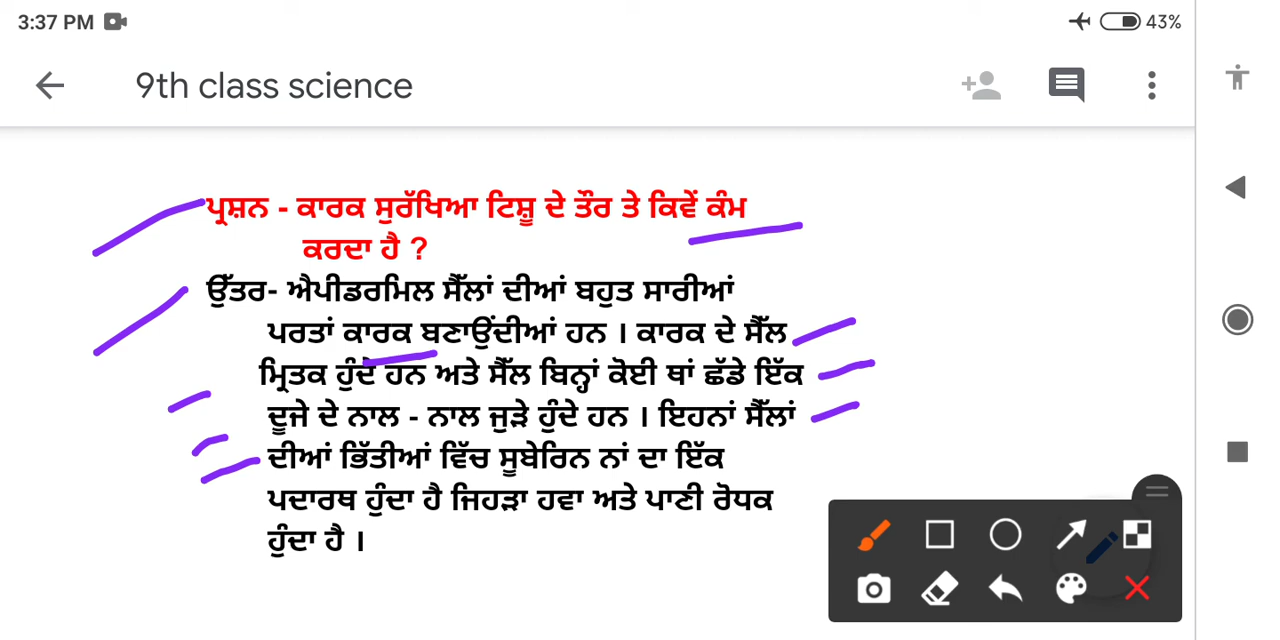 3:37 PM 43%
9th class science
ਪ੍ਰਸ਼ਨ - ਕਾਰਕ ਸੁਰੱਖਿਆ ਟਿਸ਼ੂ ਦੇ ਤੌਰ ਤੇ ਕਿਵੇਂ ਕੰਮ
ਕਰਦਾ ਹੈ ?
ਉੱਤਰ- ਐਪੀਡਰਮਿਲ ਸੈੱਲਾਂ ਦੀਆਂ ਬਹੁਤ ਸਾਰੀਆਂ
ਪਰਤਾਂ ਕਾਰਕ ਬਣਾਉਂਦੀਆਂ ਹਨ । ਕਾਰਕ ਦੇ ਸੈੱਲ
ਮ੍ਰਿਤਕ ਹੁੰਦੇ ਹਨ ਅਤੇ ਸੈੱਲ ਬਿਨ੍ਹਾਂ ਕੋਈ ਥਾਂ ਛੱਡੇ ਇੱਕ
ਦੂਜੇ ਦੇ ਨਾਲ - ਨਾਲ ਜੁੜੇ ਹੁੰਦੇ ਹਨ । ਇਹਨਾਂ ਸੈੱਲਾਂ
ਦੀਆਂ ਭਿੱਤੀਆਂ ਵਿੱਚ ਸੂਬੇਰਿਨ ਨਾਂ ਦਾ ਇੱਕ
ਪਦਾਰਥ ਹੁੰਦਾ ਹੈ ਜਿਹੜਾ ਹਵਾ ਅਤੇ ਪਾਣੀ ਰੋਧਕ
ਹੁੰਦਾ ਹੈ ।